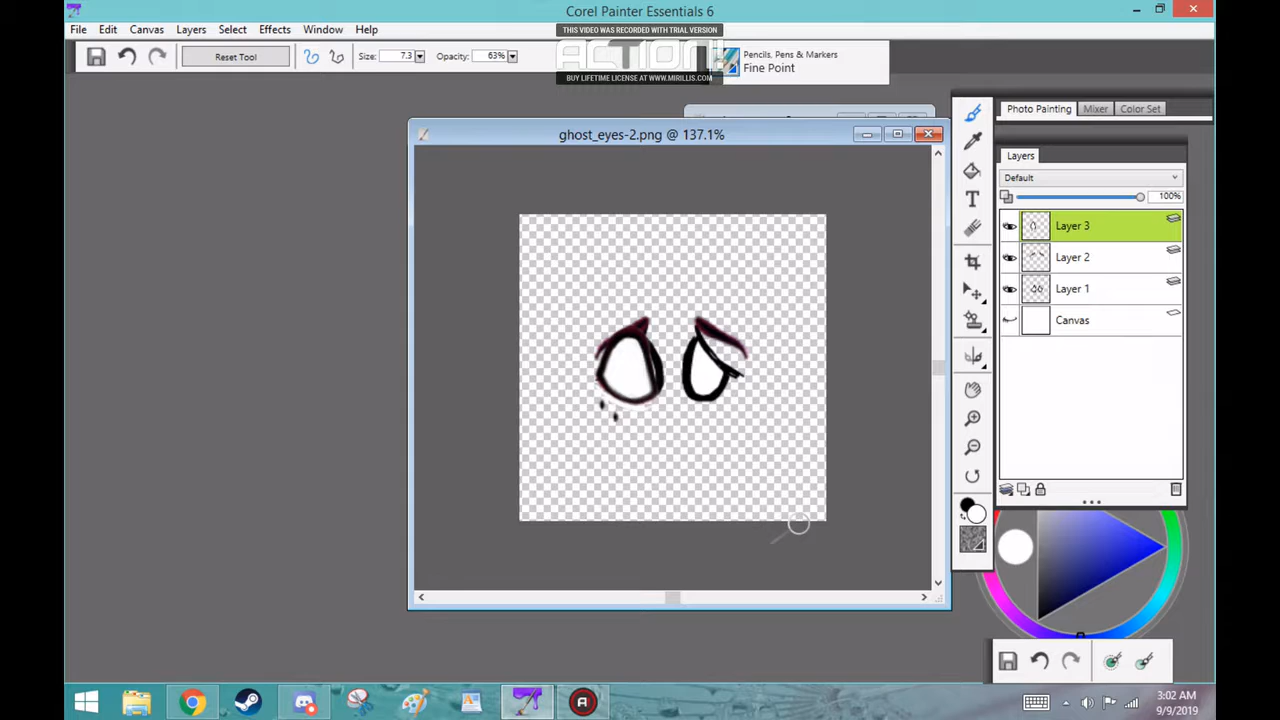 Corel Painter Essentials 6
File Edit Canvas Layers Select Effects Window Help
THIS VIDEO WAS RECORDED WITH TRIAL VERSION
ACTION!
BUY LIFETIME LICENSE AT WWW.MIRILLIS.COM
Reset Tool Size: 7.3 Opacity: 63%
Pencils, Pens & Markers
Fine Point
Photo Painting Mixer Color Set
ghost_eyes-2.png @ 137.1%
Layers
Default
100%
Layer 3
Layer 2
Layer 1
Canvas
3:02 AM
9/9/2019